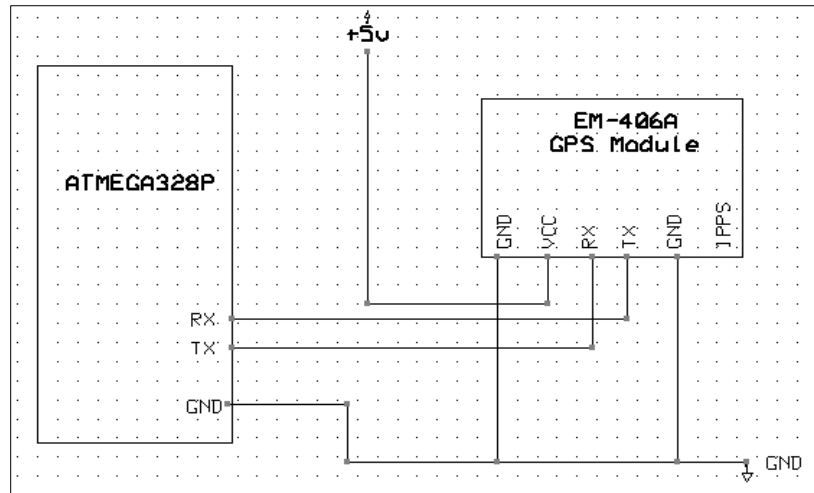 +5v
EM-406A
GPS Module
ATMEGA328P
GND
VCC
RX
TX
GND
1PPS
RX
TX
GND
GND